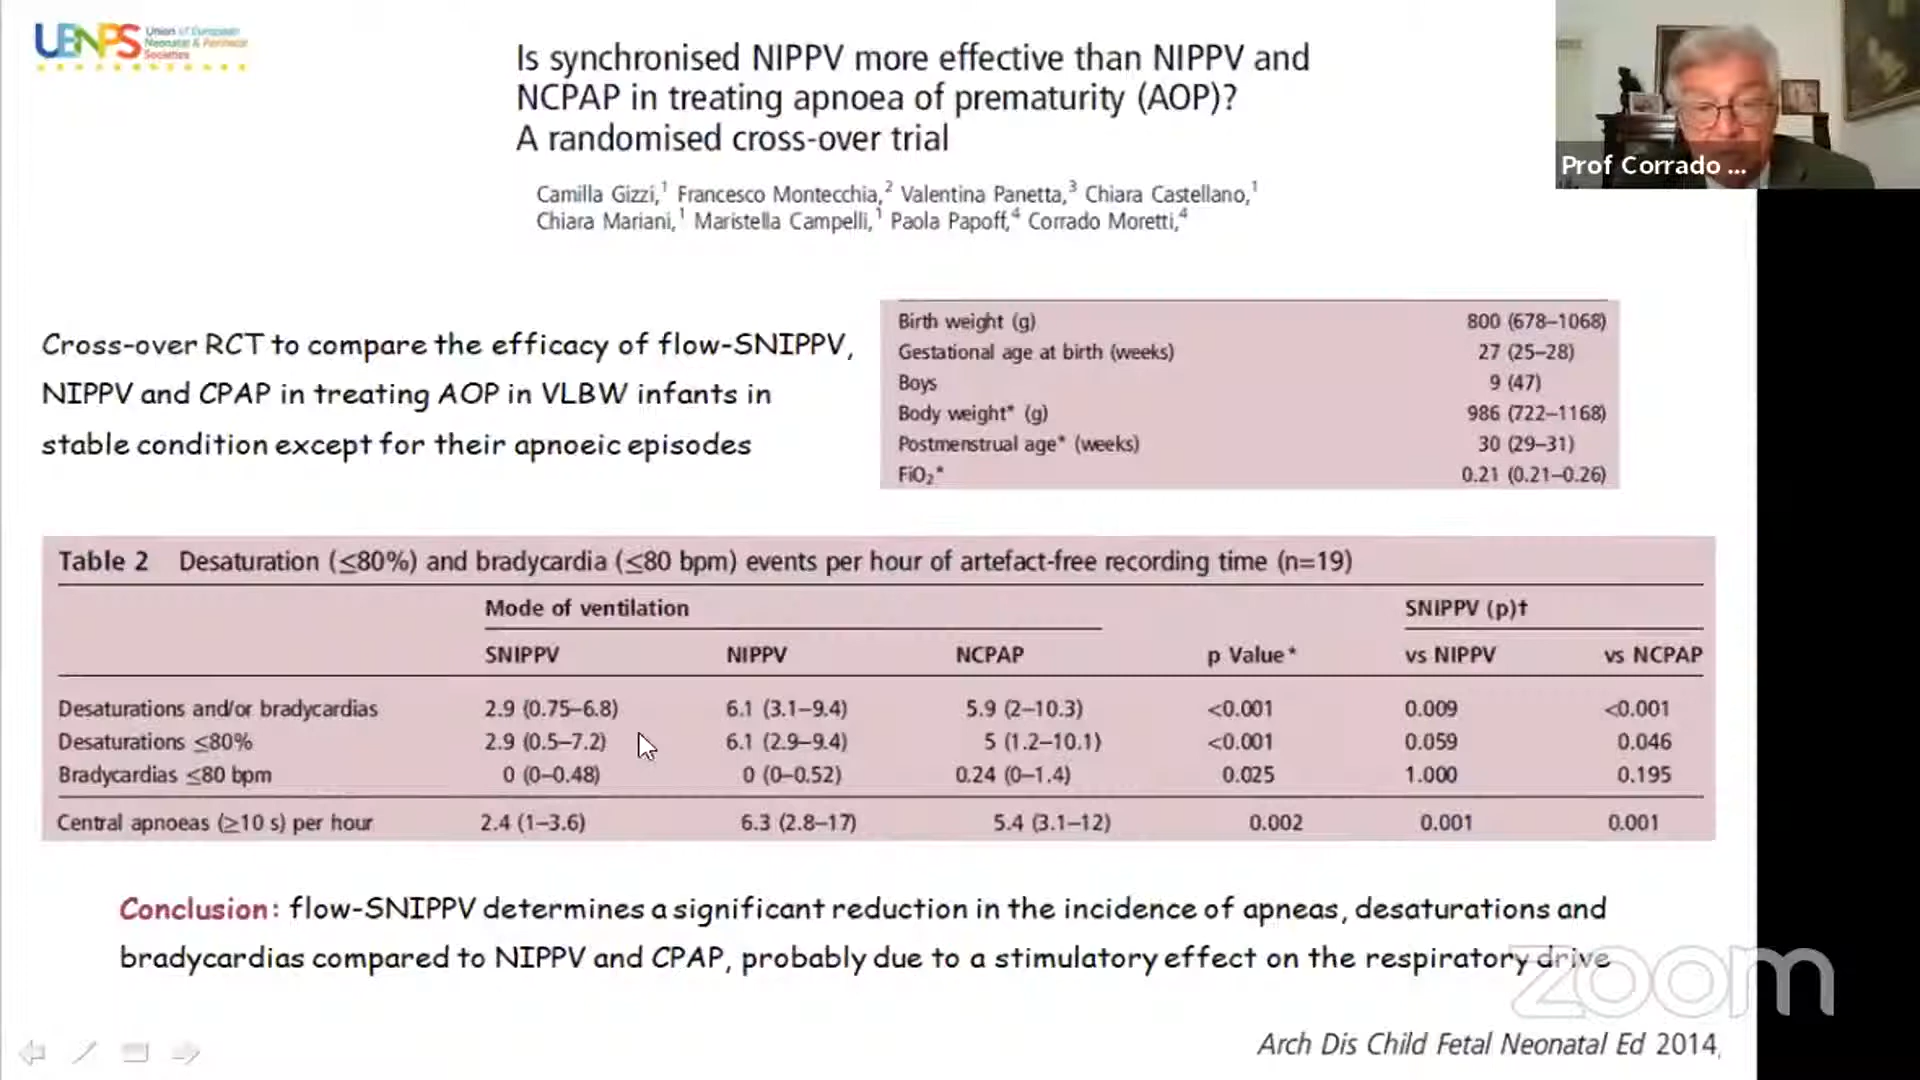 UENPS Union of European
Neonatal & Perinatal
Societies
Is synchronised NIPPV more effective than NIPPV and
NCPAP in treating apnoea of prematurity (AOP)?
A randomised cross-over trial
Camilla Gizzi,1 Francesco Montecchia,2 Valentina Panetta,3 Chiara Castellano,1
Chiara Mariani,1 Maristella Campelli,1 Paola Papoff,4 Corrado Moretti,4
Prof Corrado ...
Cross-over RCT to compare the efficacy of flow-SNIPPV,
NIPPV and CPAP in treating AOP in VLBW infants in
stable condition except for their apnoeic episodes
Birth weight (g) 800 (678–1068)
Gestational age at birth (weeks) 27 (25–28)
Boys 9 (47)
Body weight* (g) 986 (722–1168)
Postmenstrual age* (weeks) 30 (29–31)
FiO2* 0.21 (0.21–0.26)
Table 2 Desaturation (≤80%) and bradycardia (≤80 bpm) events per hour of artefact-free recording time (n=19)
Mode of ventilation SNIPPV (p)†
SNIPPV NIPPV NCPAP p Value* vs NIPPV vs NCPAP
Desaturations and/or bradycardias 2.9 (0.75–6.8) 6.1 (3.1–9.4) 5.9 (2–10.3) <0.001 0.009 <0.001
Desaturations ≤80% 2.9 (0.5–7.2) 6.1 (2.9–9.4) 5 (1.2–10.1) <0.001 0.059 0.046
Bradycardias ≤80 bpm 0 (0–0.48) 0 (0–0.52) 0.24 (0–1.4) 0.025 1.000 0.195
Central apnoeas (≥10 s) per hour 2.4 (1–3.6) 6.3 (2.8–17) 5.4 (3.1–12) 0.002 0.001 0.001
Conclusion: flow-SNIPPV determines a significant reduction in the incidence of apneas, desaturations and
bradycardias compared to NIPPV and CPAP, probably due to a stimulatory effect on the respiratory drive
zoom
Arch Dis Child Fetal Neonatal Ed 2014,